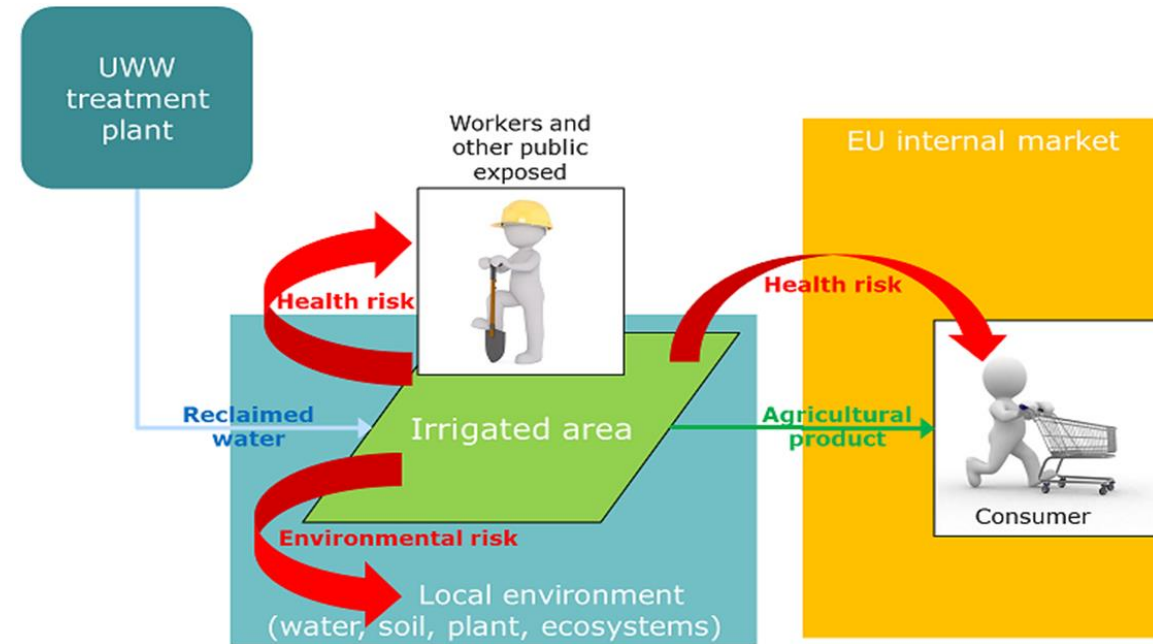 UWW
treatment
plant
Workers and
other public
exposed
EU internal market
Health risk
Health risk
Reclaimed
water
Irrigated area
Agricultural
product
Consumer
Environmental risk
Local environment
(water, soil, plant, ecosystems)